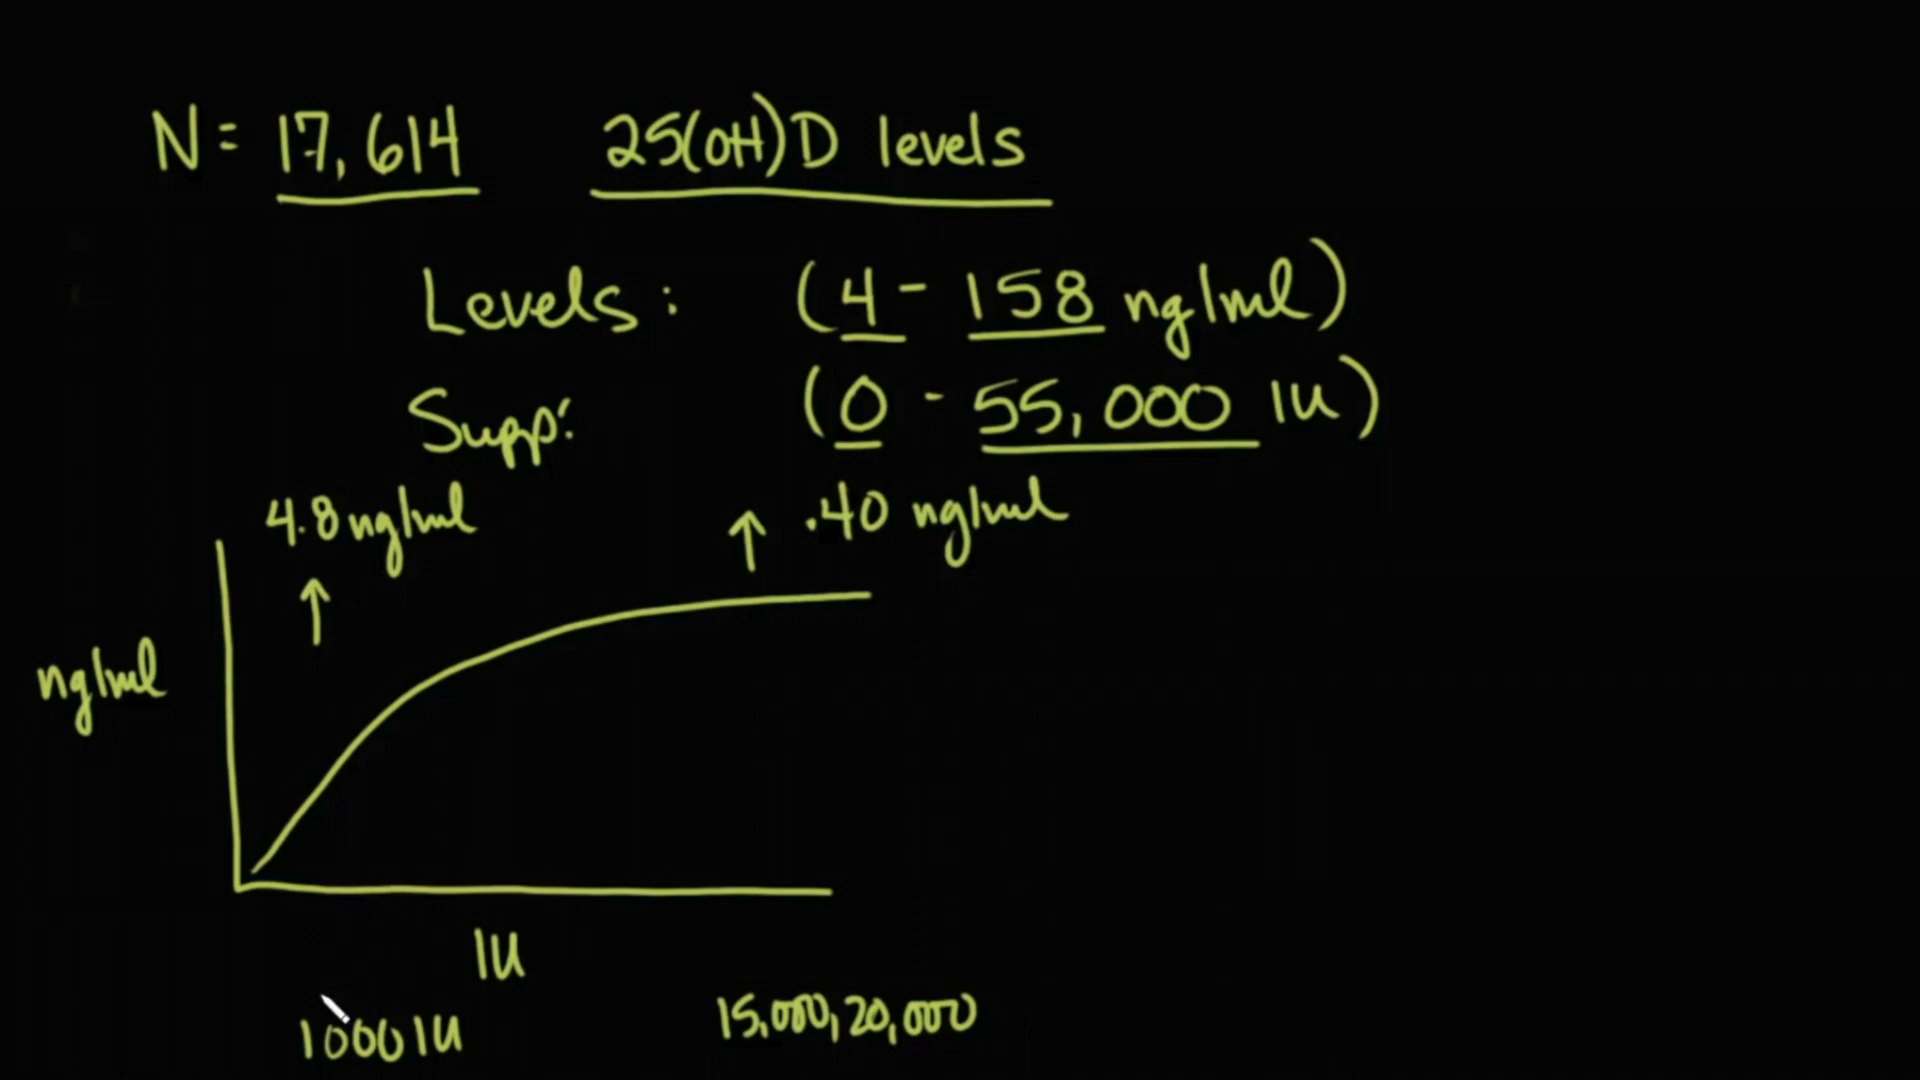 N = 17,614 25(OH)D levels
Levels: (4 - 158 ng/ml)
Supp: (0 - 55,000 IU)
4.8 ng/ml ↑ .40 ng/ml
↑
ng/ml
IU
1000 IU 15,000, 20,000